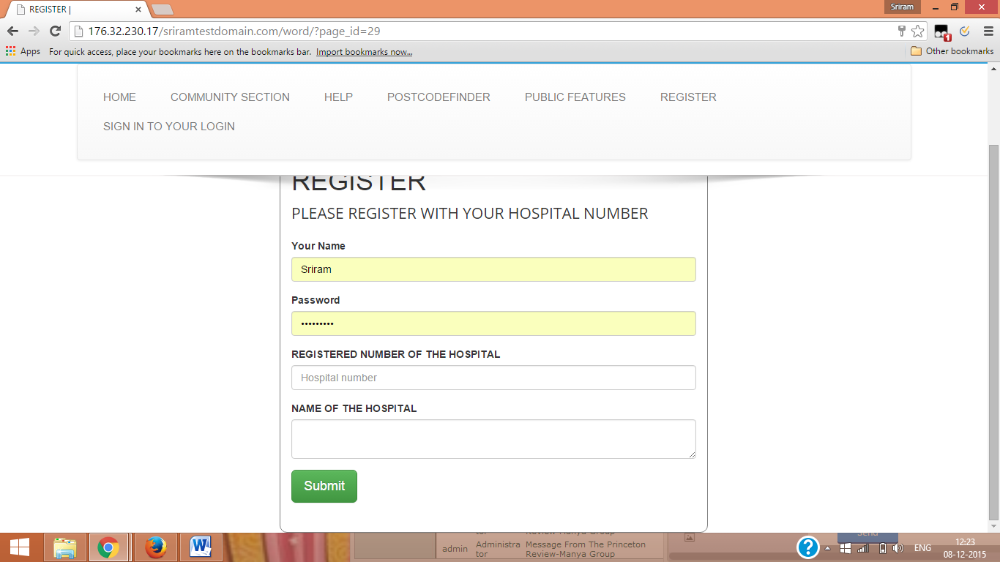 REGISTER |
Sriram
176.32.230.17/sriramtestdomain.com/word/?page_id=29
1
Apps For quick access, place your bookmarks here on the bookmarks bar. Import bookmarks now... Other bookmarks
HOME COMMUNITY SECTION HELP POSTCODEFINDER PUBLIC FEATURES REGISTER
SIGN IN TO YOUR LOGIN
REGISTER
PLEASE REGISTER WITH YOUR HOSPITAL NUMBER
Your Name
Sriram
Password
•••••••••
REGISTERED NUMBER OF THE HOSPITAL
Hospital number
NAME OF THE HOSPITAL
Submit
tor Review-Manya Group
Send
admin Administra Message From The Princeton
tor Review-Manya Group
ENG
12:23
08-12-2015